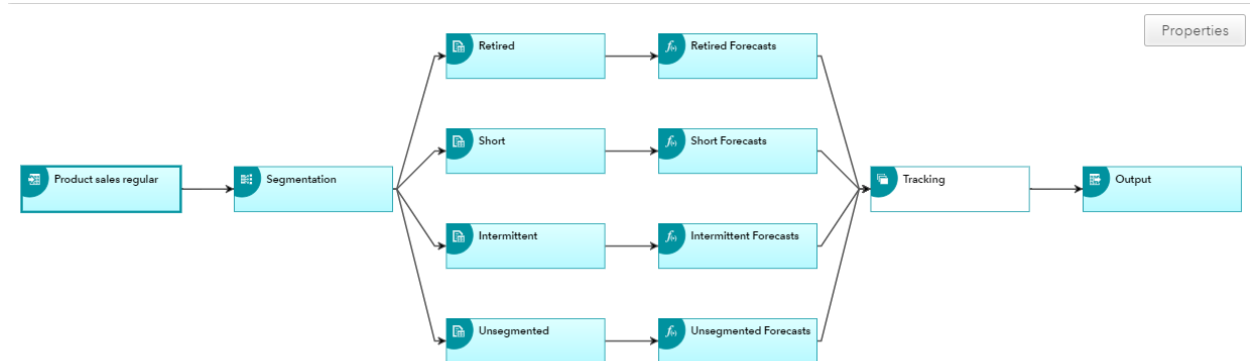 Properties
Retired
Retired Forecasts
Short
Short Forecasts
Product sales regular
Segmentation
Tracking
Output
Intermittent
Intermittent Forecasts
Unsegmented
Unsegmented Forecasts